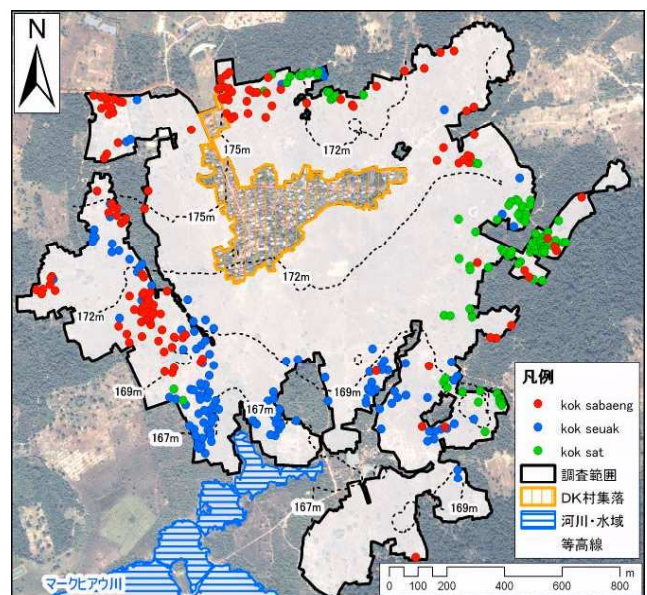 N
175m
172m
175m
172m
172m
169m
169m
167m
167m
167m
169m
凡例
kok sabaeng
kok seuak
kok sat
調査範囲
DK村集落
河川・水域
等高線
マークヒアウ川
m
0 100 200 400 600 800